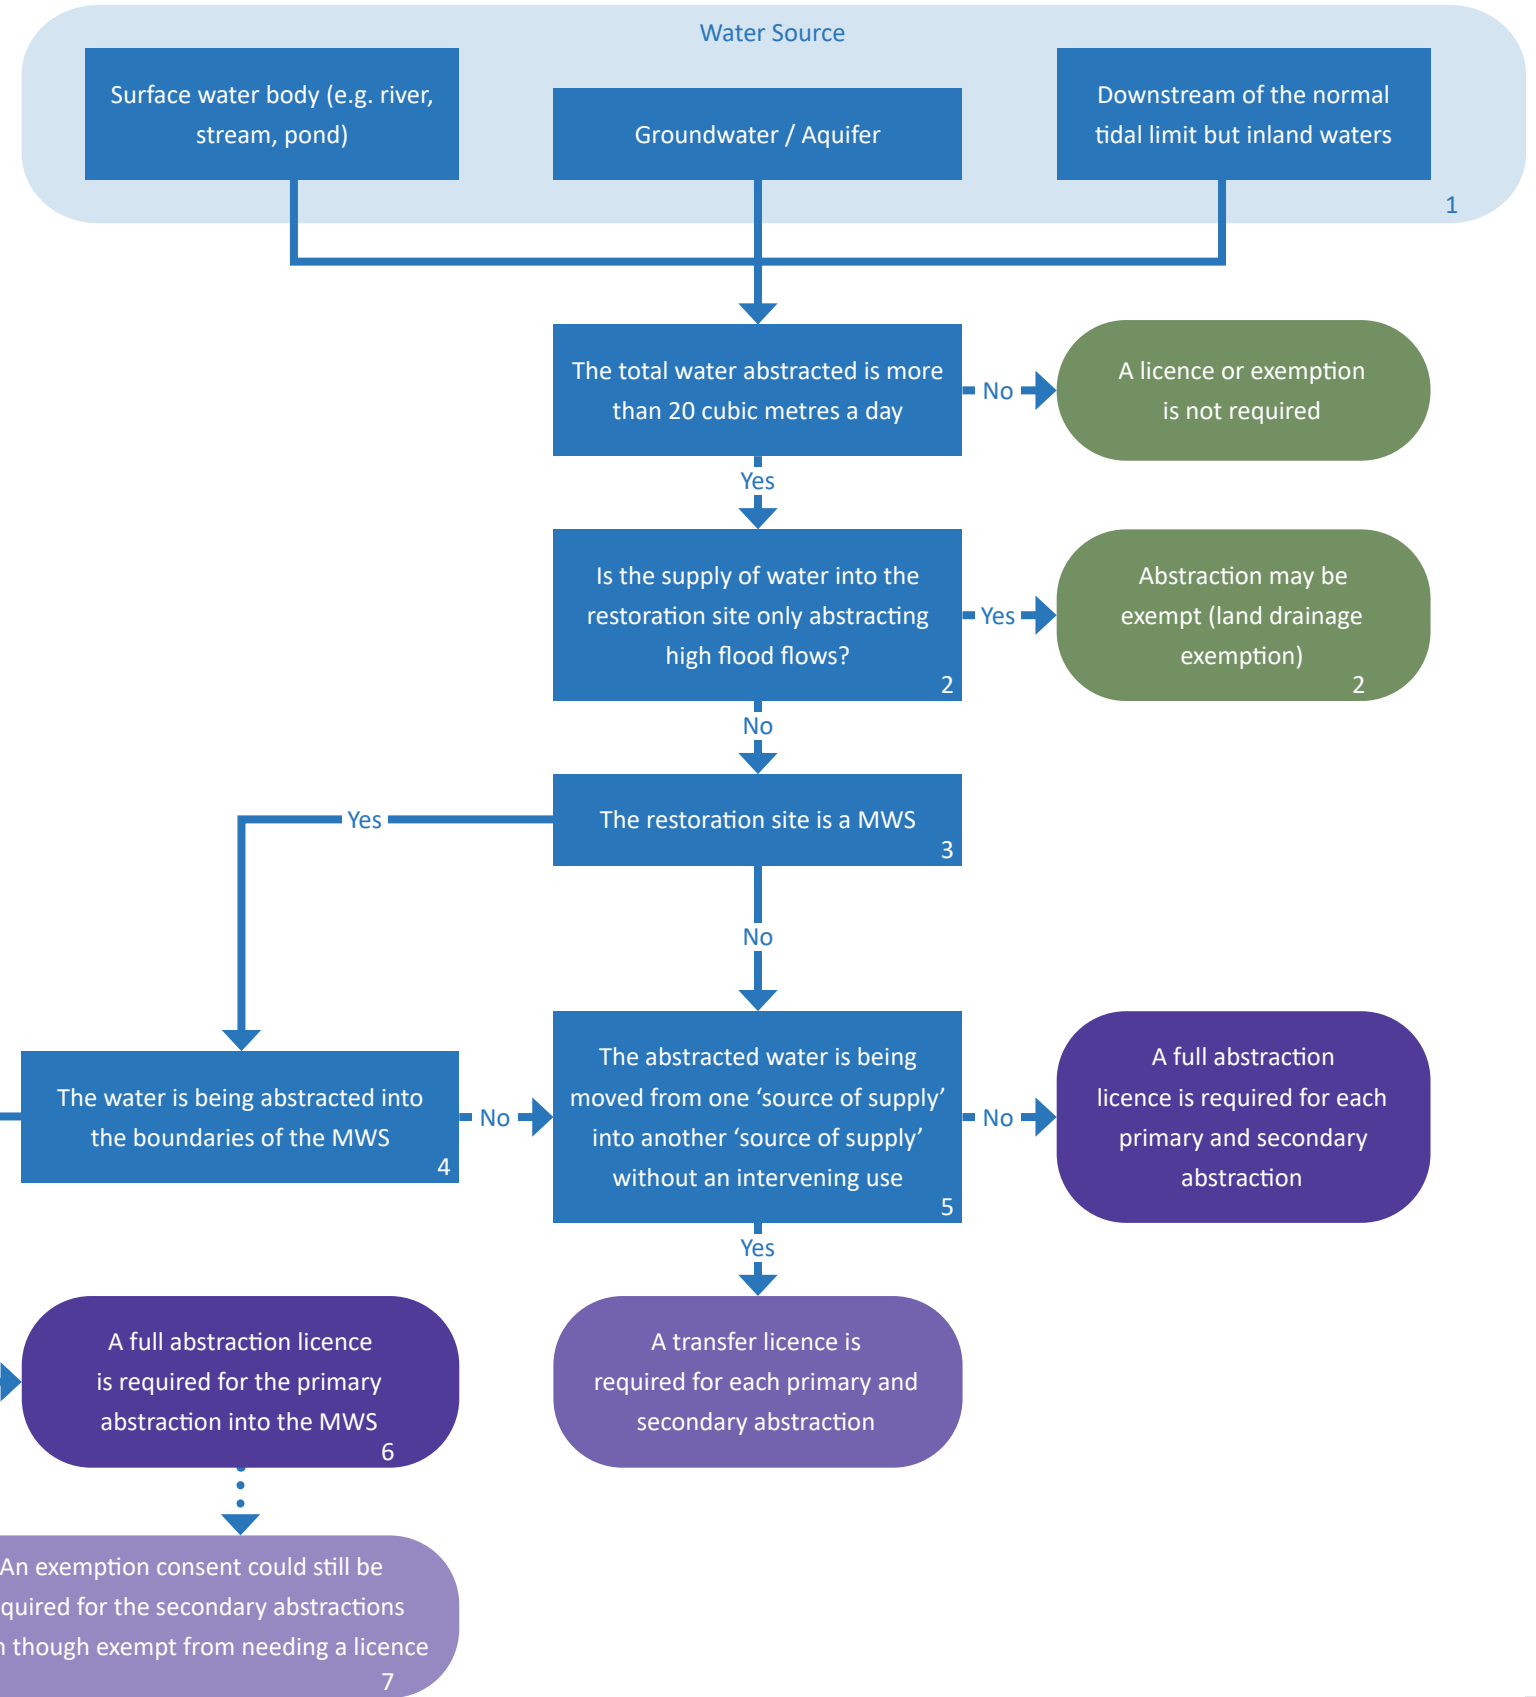 Water Source
Surface water body (e.g. river,
stream, pond)
Groundwater / Aquifer
Downstream of the normal
tidal limit but inland waters
1
The total water abstracted is more
than 20 cubic metres a day
No
A licence or exemption
is not required
Yes
Is the supply of water into the
restoration site only abstracting
high flood flows?
2
Yes
Abstraction may be
exempt (land drainage
exemption)
2
No
The restoration site is a MWS
3
Yes
No
The water is being abstracted into
the boundaries of the MWS
4
No
The abstracted water is being
moved from one ‘source of supply’
into another ‘source of supply’
without an intervening use
5
No
A full abstraction
licence is required for each
primary and secondary
abstraction
Yes
A full abstraction licence
is required for the primary
abstraction into the MWS
6
A transfer licence is
required for each primary and
secondary abstraction
An exemption consent could still be
quired for the secondary abstractions
n though exempt from needing a licence
7